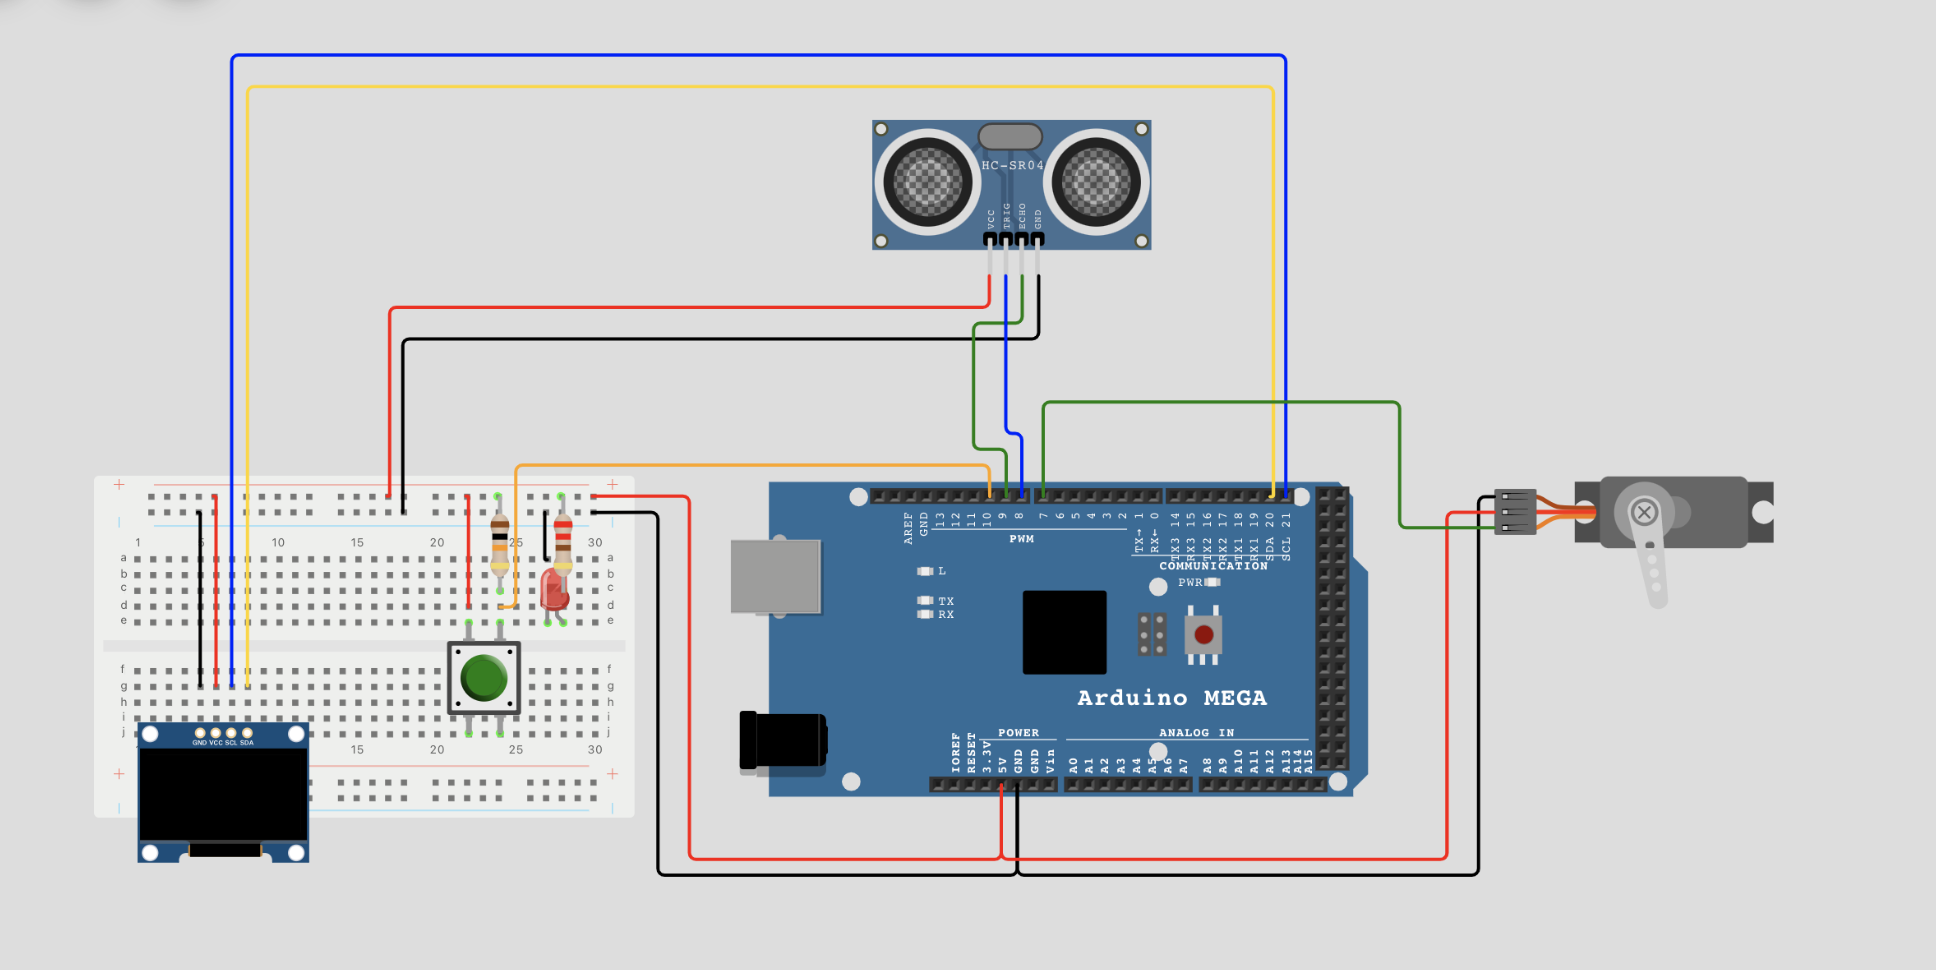 HC-SR04
VCC
TRIG
ECHO
GND
+ +
1 5 10 15 20 25 30
a a
b b
c c
d d
e e
f f
g g
h h
i i
j j
15 20 25 30
+ +
GND VCC SCL SDA
AREF
GND
13
12
11
10
9
8
7
6
5
4
3
2
TX→ 1
RX← 0
TX3 14
RX3 15
TX2 16
RX2 17
TX1 18
RX1 19
SDA 20
SCL 21
PWM
COMMUNICATION
L
TX
RX
PWR
Arduino MEGA
POWER
ANALOG IN
IOREF
RESET
3.3V
5V
GND
GND
Vin
A0
A1
A2
A3
A4
A5
A6
A7
A8
A9
A10
A11
A12
A13
A14
A15